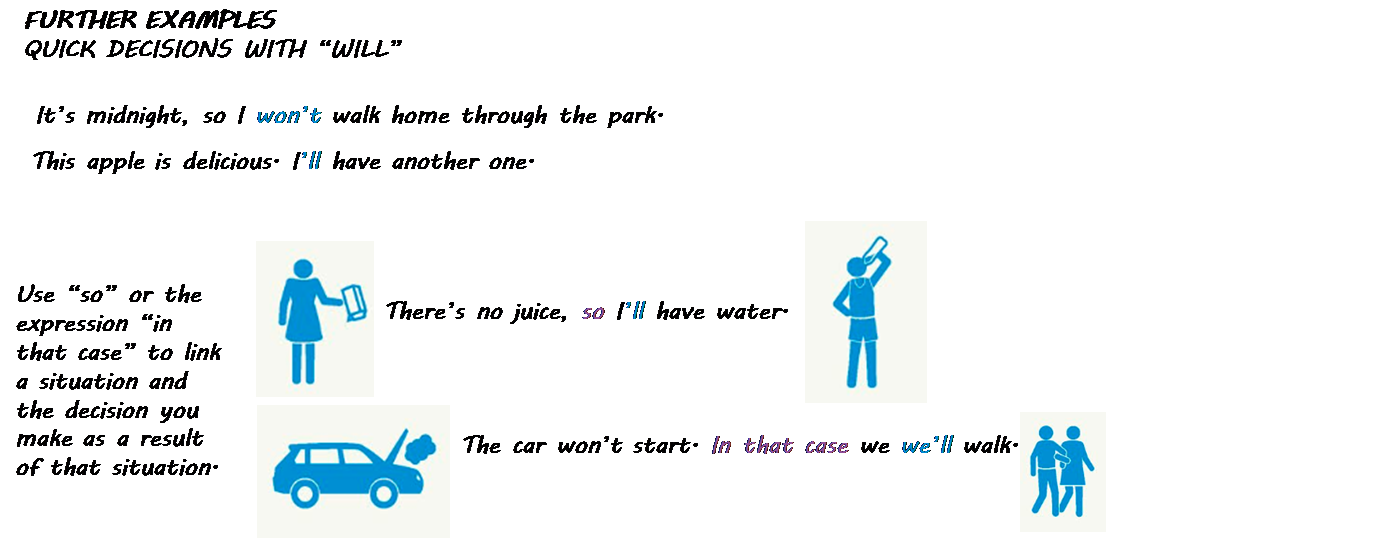 FURTHER EXAMPLES
QUICK DECISIONS WITH “WILL”
It’s midnight, so I won’t walk home through the park.
This apple is delicious. I’ll have another one.
Use “so” or the
expression “in
that case” to link
a situation and
the decision you
make as a result
of that situation.
There’s no juice, so I’ll have water.
The car won’t start. In that case we we’ll walk.